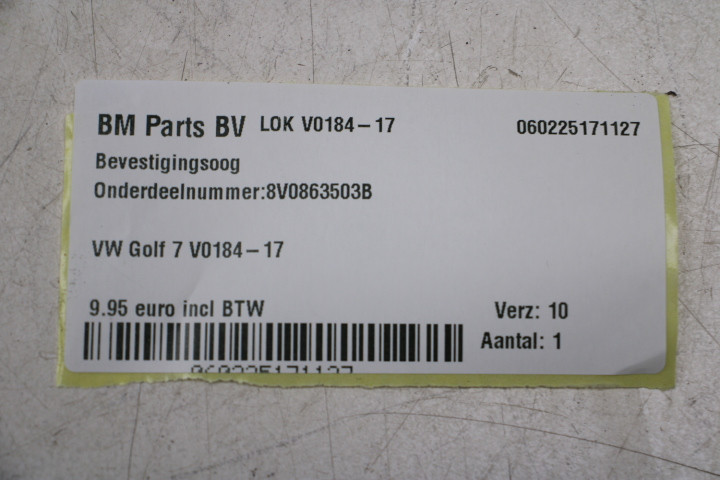 BM Parts BV LOK V0184-17 060225171127
Bevestigingsoog
Onderdeelnummer:8V0863503B
VW Golf 7 V0184-17
9.95 euro incl BTW Verz: 10
Aantal: 1
060225171127